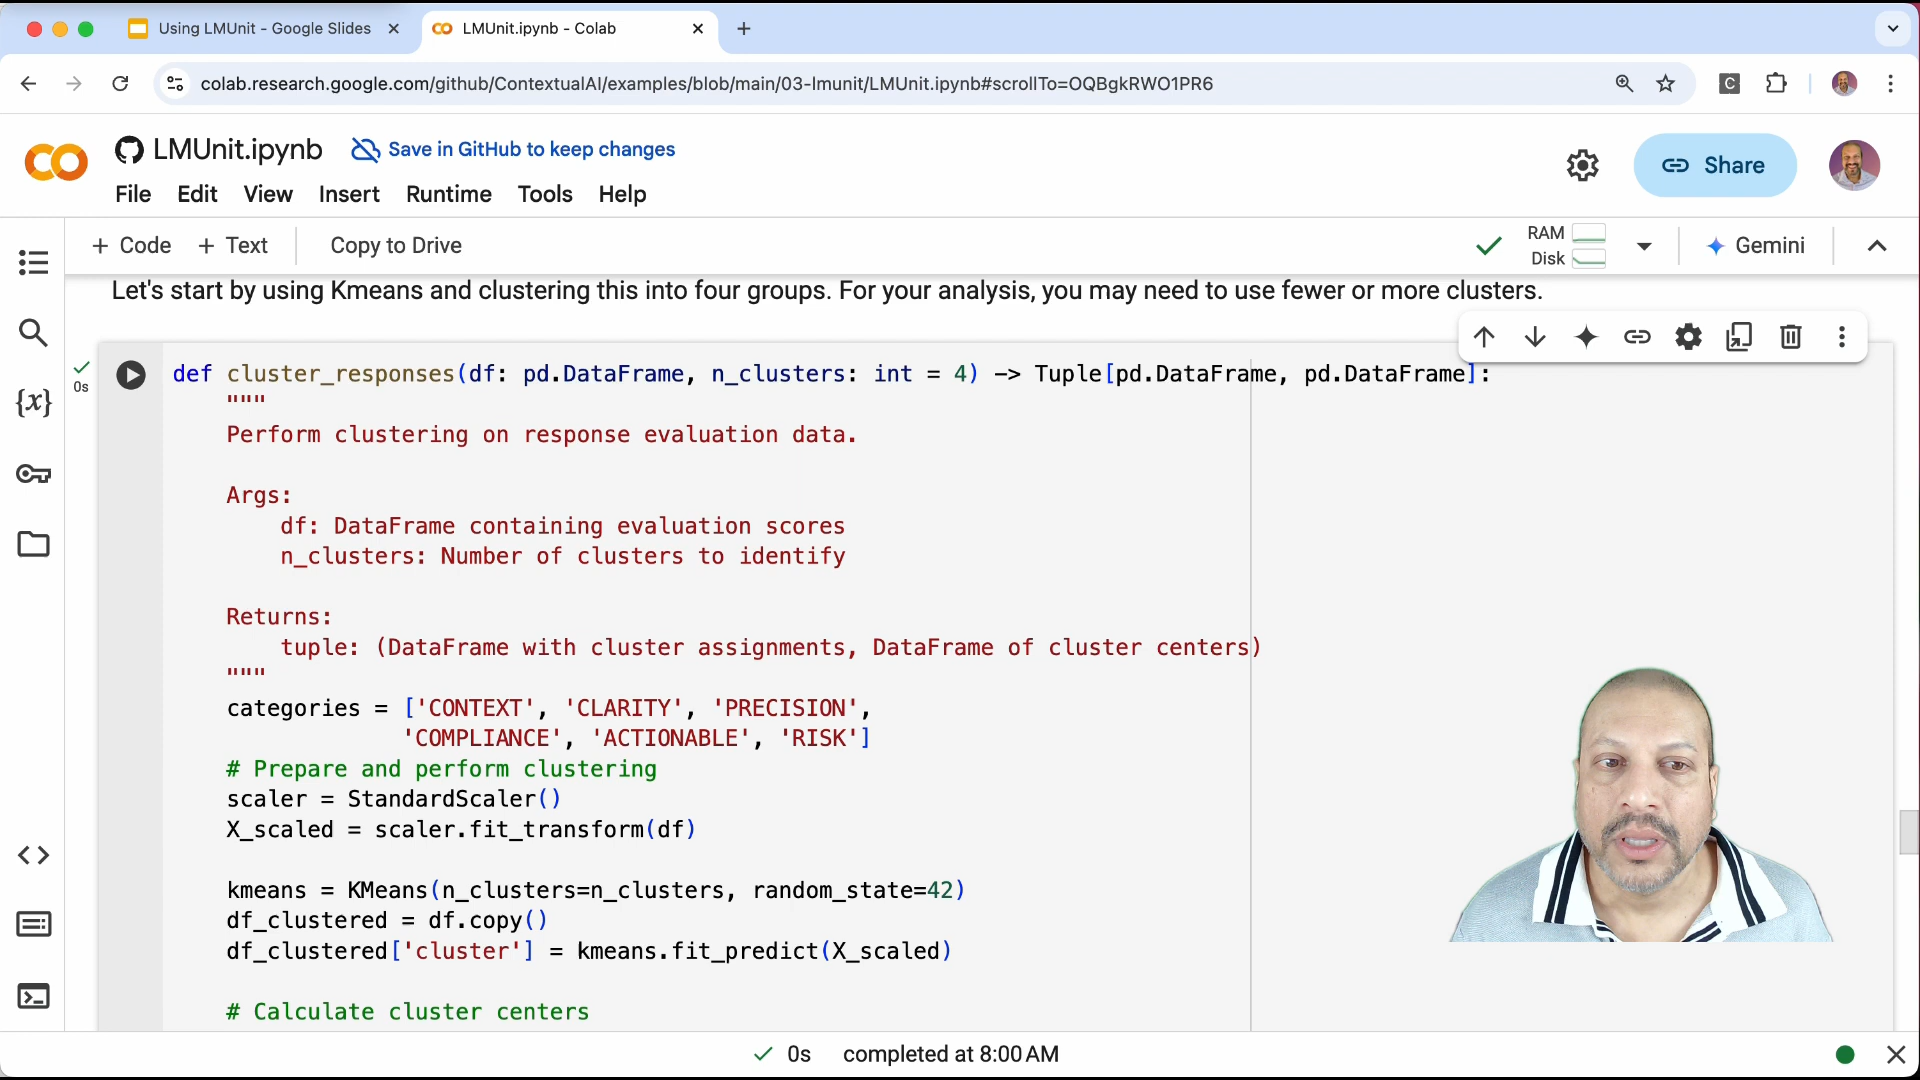 Using LMUnit - Google Slides
LMUnit.ipynb - Colab
colab.research.google.com/github/ContextualAI/examples/blob/main/03-lmunit/LMUnit.ipynb#scrollTo=OQBgkRWO1PR6
C
LMUnit.ipynb
Save in GitHub to keep changes
Share
File Edit View Insert Runtime Tools Help
+ Code + Text Copy to Drive
RAM
Disk
Gemini
Let's start by using Kmeans and clustering this into four groups. For your analysis, you may need to use fewer or more clusters.
0s
def cluster_responses(df: pd.DataFrame, n_clusters: int = 4) -> Tuple[pd.DataFrame, pd.DataFrame]:
"""
Perform clustering on response evaluation data.
Args:
df: DataFrame containing evaluation scores
n_clusters: Number of clusters to identify
Returns:
tuple: (DataFrame with cluster assignments, DataFrame of cluster centers)
"""
categories = ['CONTEXT', 'CLARITY', 'PRECISION',
'COMPLIANCE', 'ACTIONABLE', 'RISK']
# Prepare and perform clustering
scaler = StandardScaler()
X_scaled = scaler.fit_transform(df)
kmeans = KMeans(n_clusters=n_clusters, random_state=42)
df_clustered = df.copy()
df_clustered['cluster'] = kmeans.fit_predict(X_scaled)
# Calculate cluster centers
{x}
0s completed at 8:00 AM